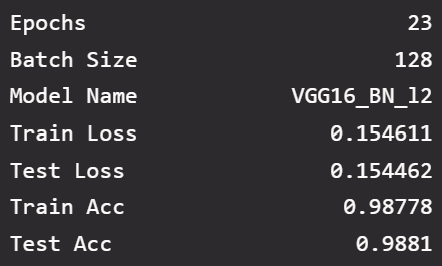 Epochs 23
Batch Size 128
Model Name VGG16_BN_l2
Train Loss 0.154611
Test Loss 0.154462
Train Acc 0.98778
Test Acc 0.9881